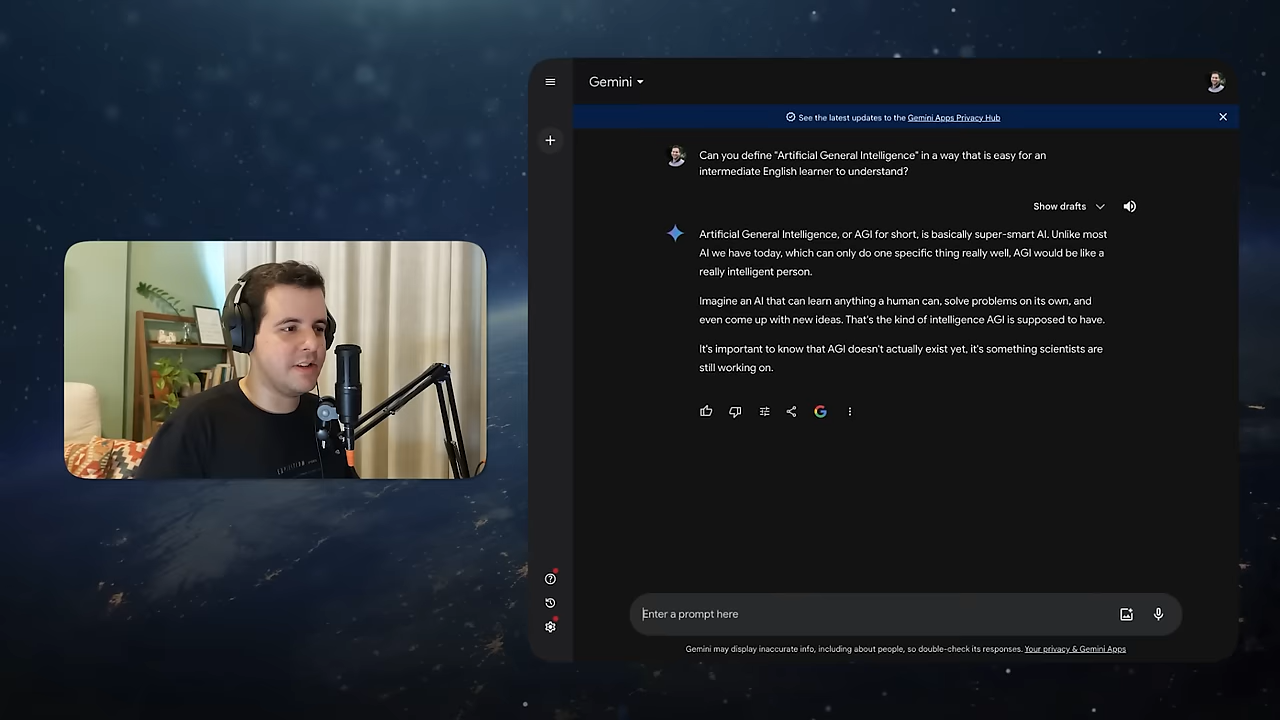 Gemini
See the latest updates to the Gemini Apps Privacy Hub
Can you define "Artificial General Intelligence" in a way that is easy for an
intermediate English learner to understand?
Show drafts
Artificial General Intelligence, or AGI for short, is basically super-smart AI. Unlike most
AI we have today, which can only do one specific thing really well, AGI would be like a
really intelligent person.
Imagine an AI that can learn anything a human can, solve problems on its own, and
even come up with new ideas. That's the kind of intelligence AGI is supposed to have.
It's important to know that AGI doesn't actually exist yet, it's something scientists are
still working on.
Enter a prompt here
Gemini may display inaccurate info, including about people, so double-check its responses. Your privacy & Gemini Apps